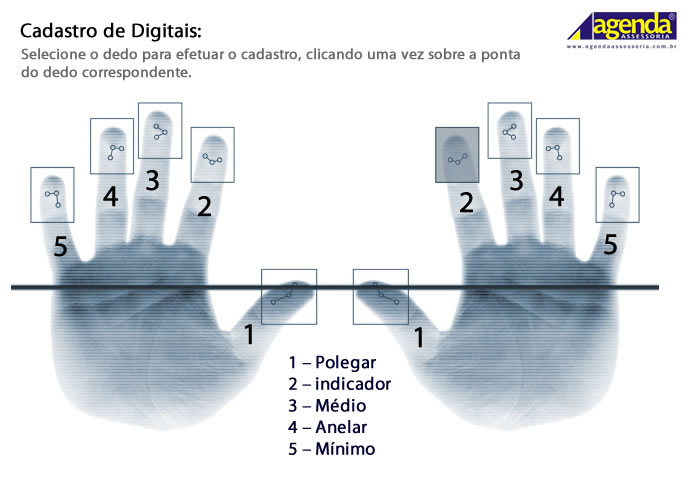 Cadastro de Digitais:
agenda
ASSESSORIA
www.agendaassessoria.com.br
Selecione o dedo para efetuar o cadastro, clicando uma vez sobre a ponta
do dedo correspondente.
5
4
3
2
2
3
4
5
1
1
1 – Polegar
2 – indicador
3 – Médio
4 – Anelar
5 – Mínimo